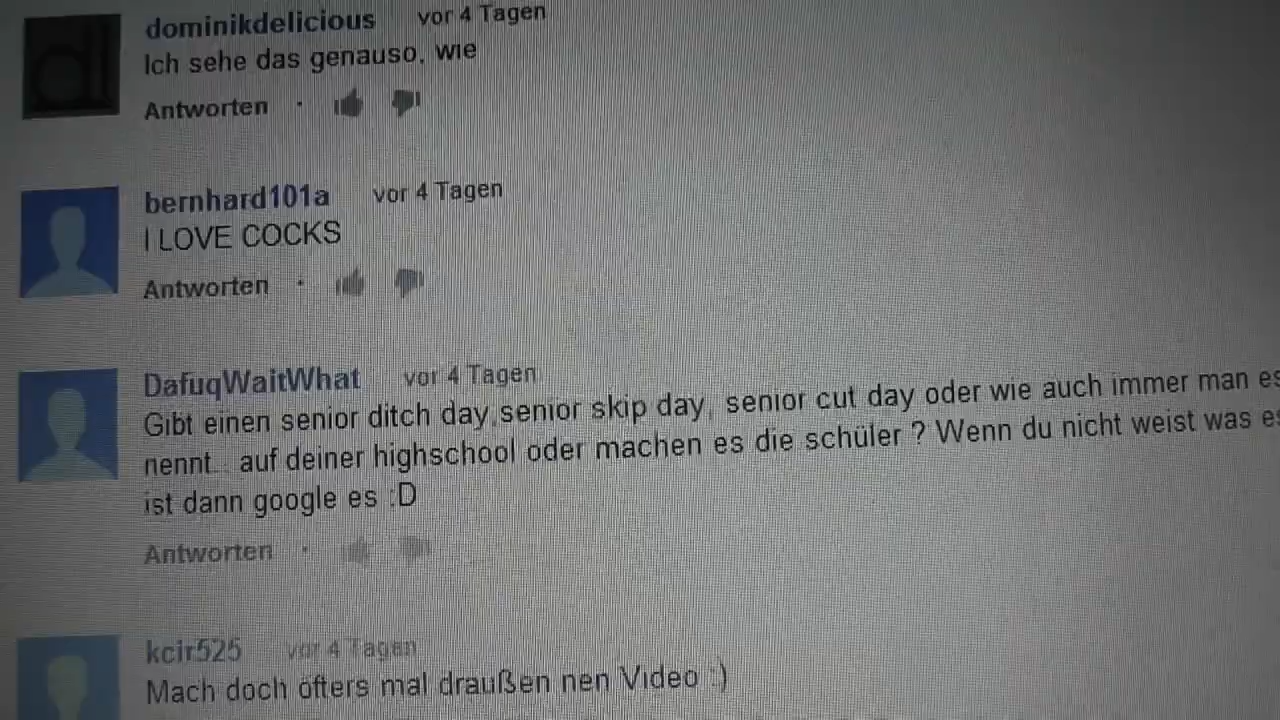 dominikdelicious vor 4 Tagen
Ich sehe das genauso, wie
Antworten ·
bernhard101a vor 4 Tagen
I LOVE COCKS
Antworten ·
DafuqWaitWhat vor 4 Tagen
Gibt einen senior ditch day,senior skip day, senior cut day oder wie auch immer man es
nennt... auf deiner highschool oder machen es die schüler ? Wenn du nicht weist was es
ist dann google es :D
Antworten ·
kcir525 vor 4 Tagen
Mach doch öfters mal draußen nen Video :)